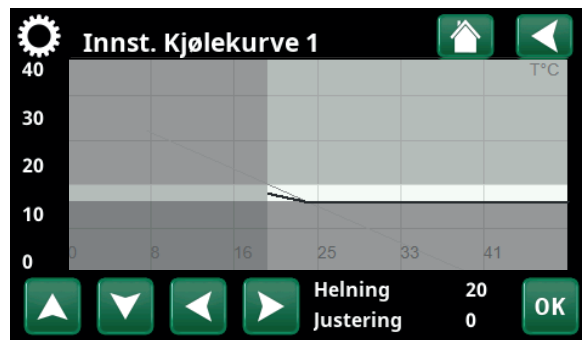 Innst. Kjølekurve 1
T°C
40
30
20
10
0
0 8 16 25 33 41
Helning 20
Justering 0
OK